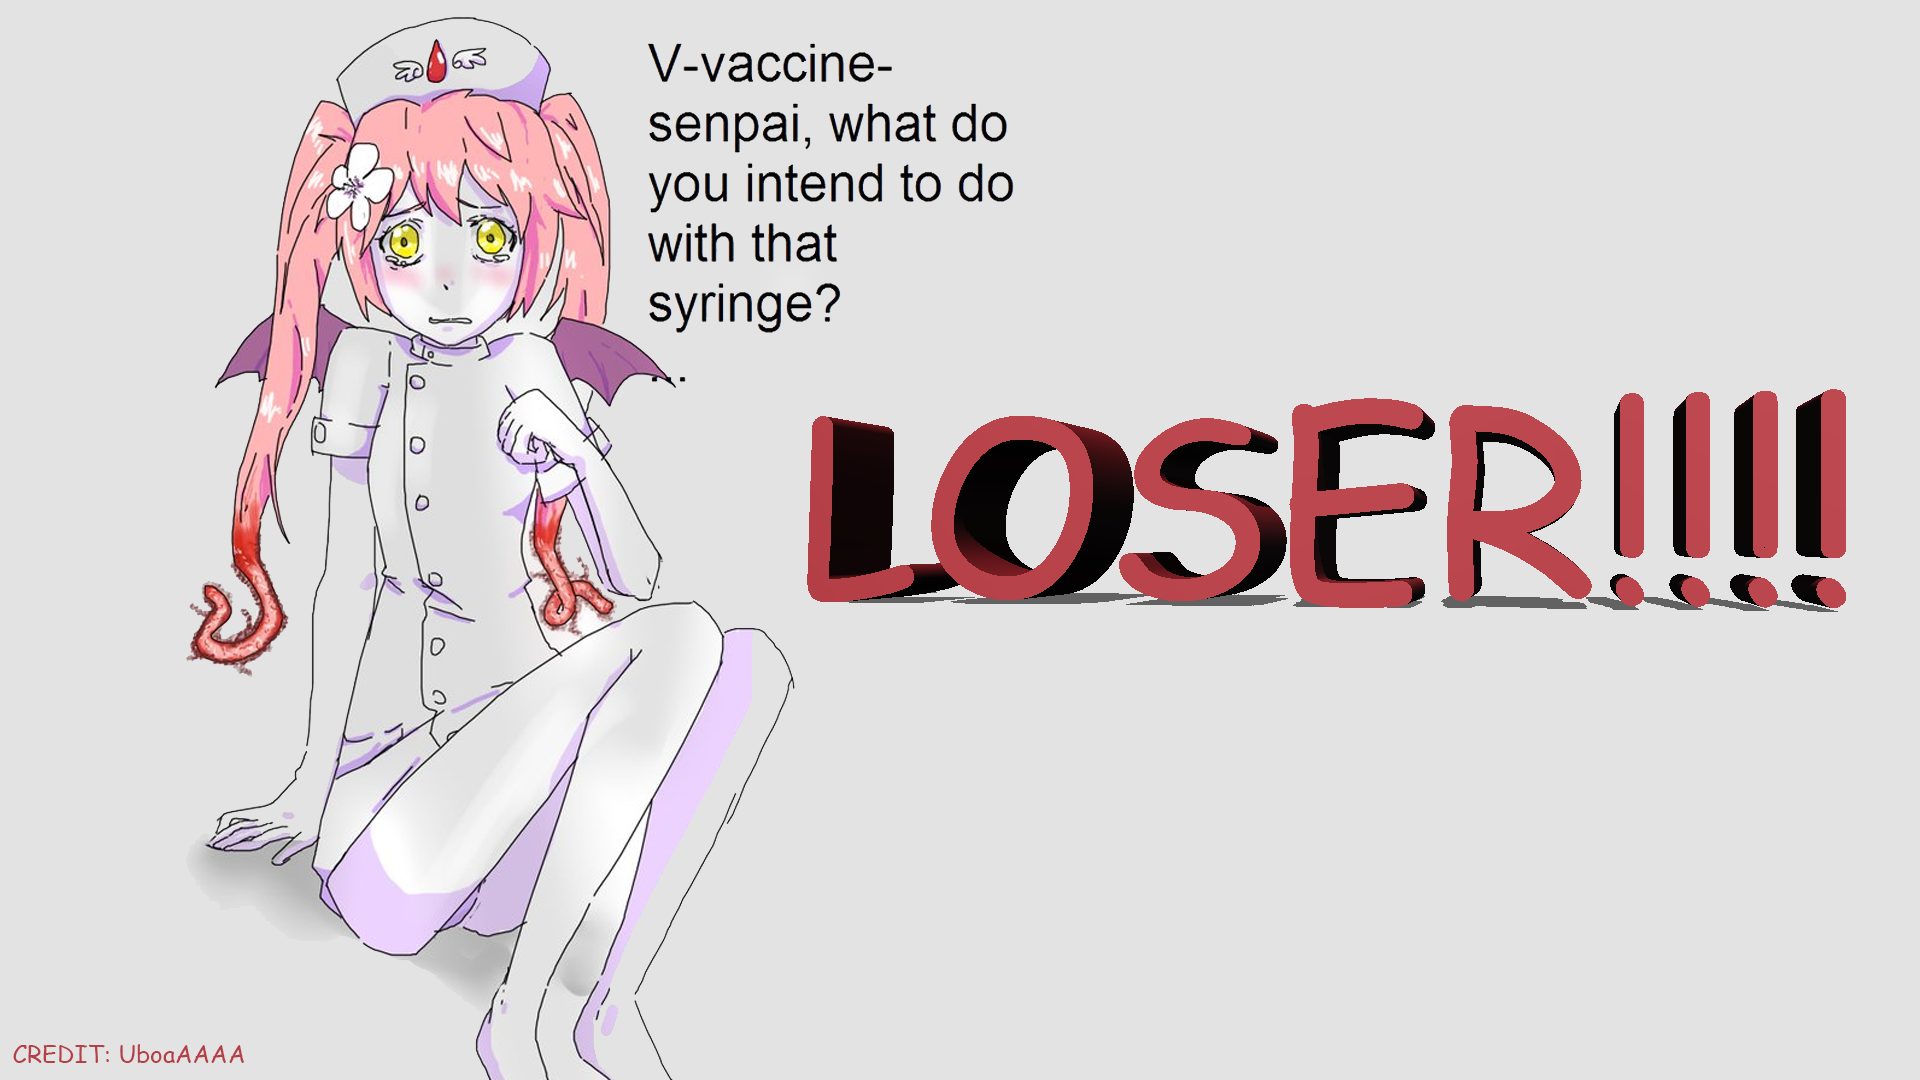 V-vaccine-
senpai, what do
you intend to do
with that
syringe?
...
LOSER!!!!
CREDIT: UboaAAAA